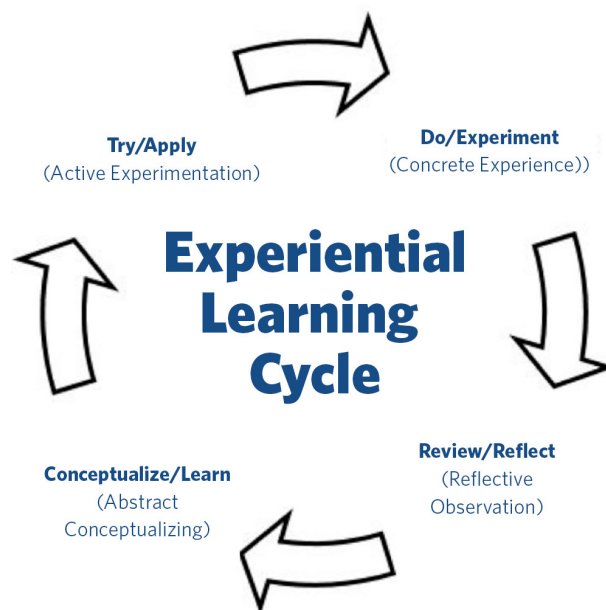 Try/Apply
(Active Experimentation)
Do/Experiment
(Concrete Experience))
Experiential
Learning
Cycle
Conceptualize/Learn
(Abstract
Conceptualizing)
Review/Reflect
(Reflective
Observation)